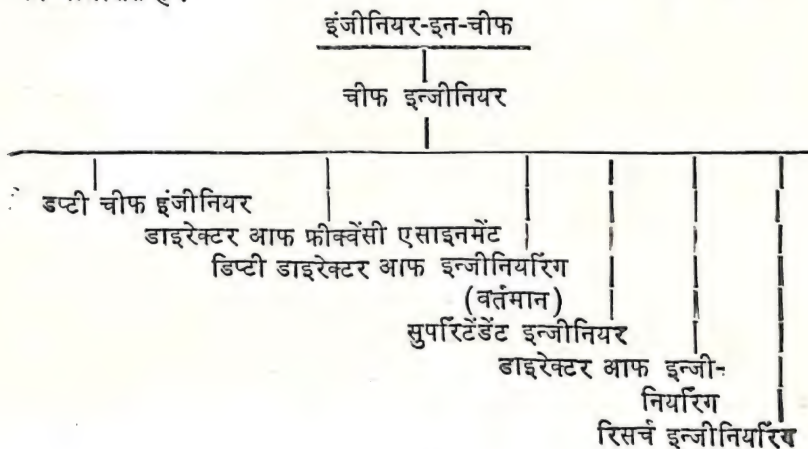 इंजीनियर-इन-चीफ
चीफ इन्जीनियर
डप्टी चीफ इंजीनियर
डाइरेक्टर आफ फ्रीक्वेंसी एसाइनमेंट
डिप्टी डाइरेक्टर आफ इन्जीनियरिंग
(वर्तमान)
सुपरिंटेंडेंट इन्जीनियर
डाइरेक्टर आफ इन्जी-
नियरिंग
रिसर्च इन्जीनियरिंग